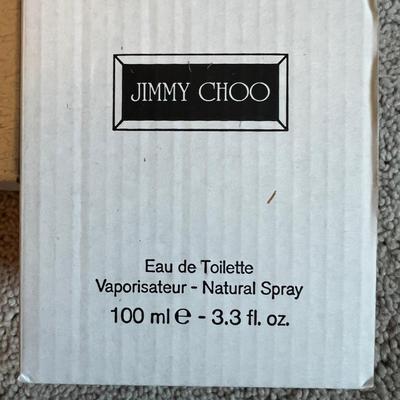 JIMMY CHOO
Eau de Toilette
Vaporisateur - Natural Spray
100 ml ℮ - 3.3 fl. oz.